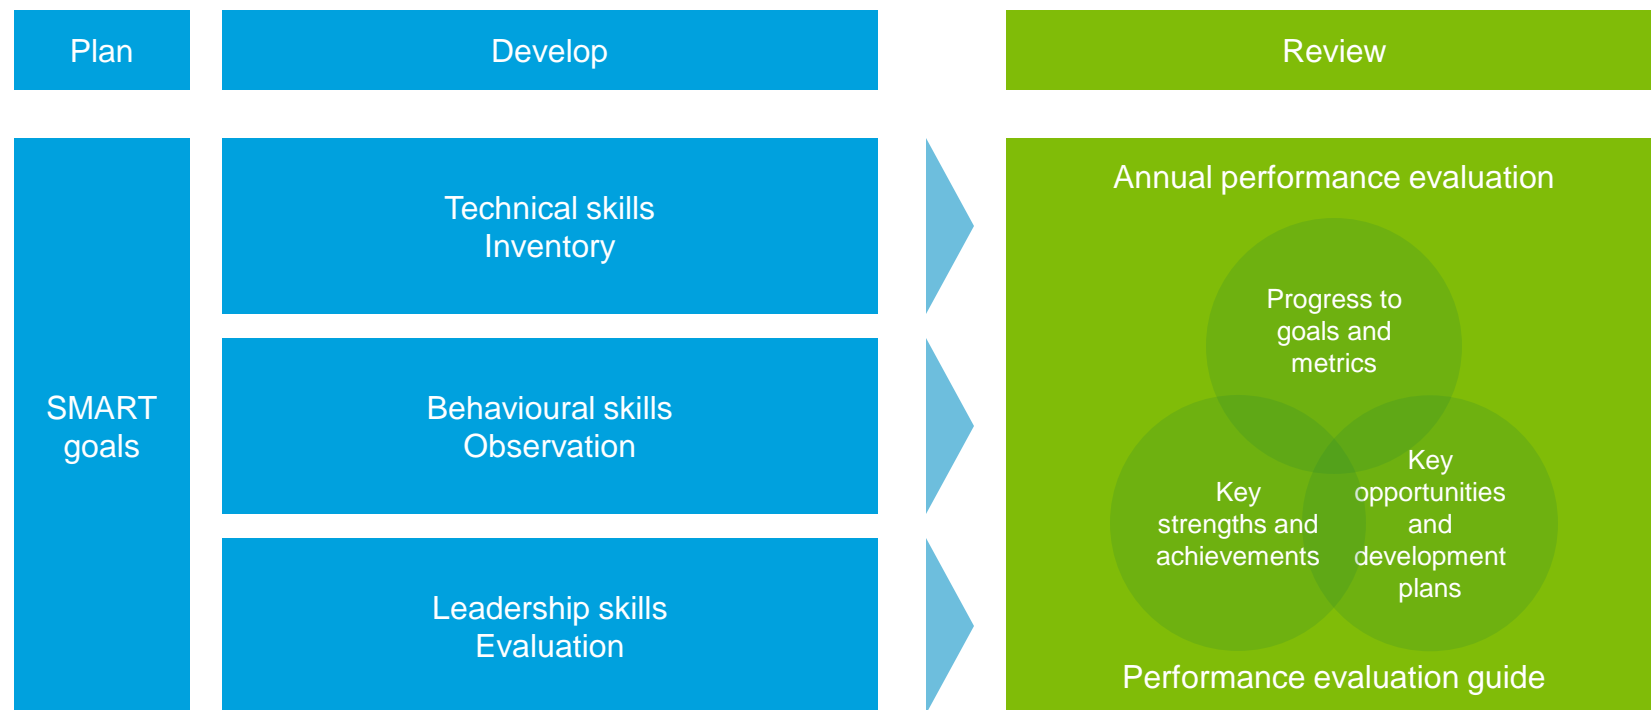 Plan
Develop
Review
SMART
goals
Technical skills
Inventory
Behavioural skills
Observation
Leadership skills
Evaluation
Annual performance evaluation
Progress to
goals and
metrics
Key
strengths and
achievements
Key
opportunities
and
development
plans
Performance evaluation guide